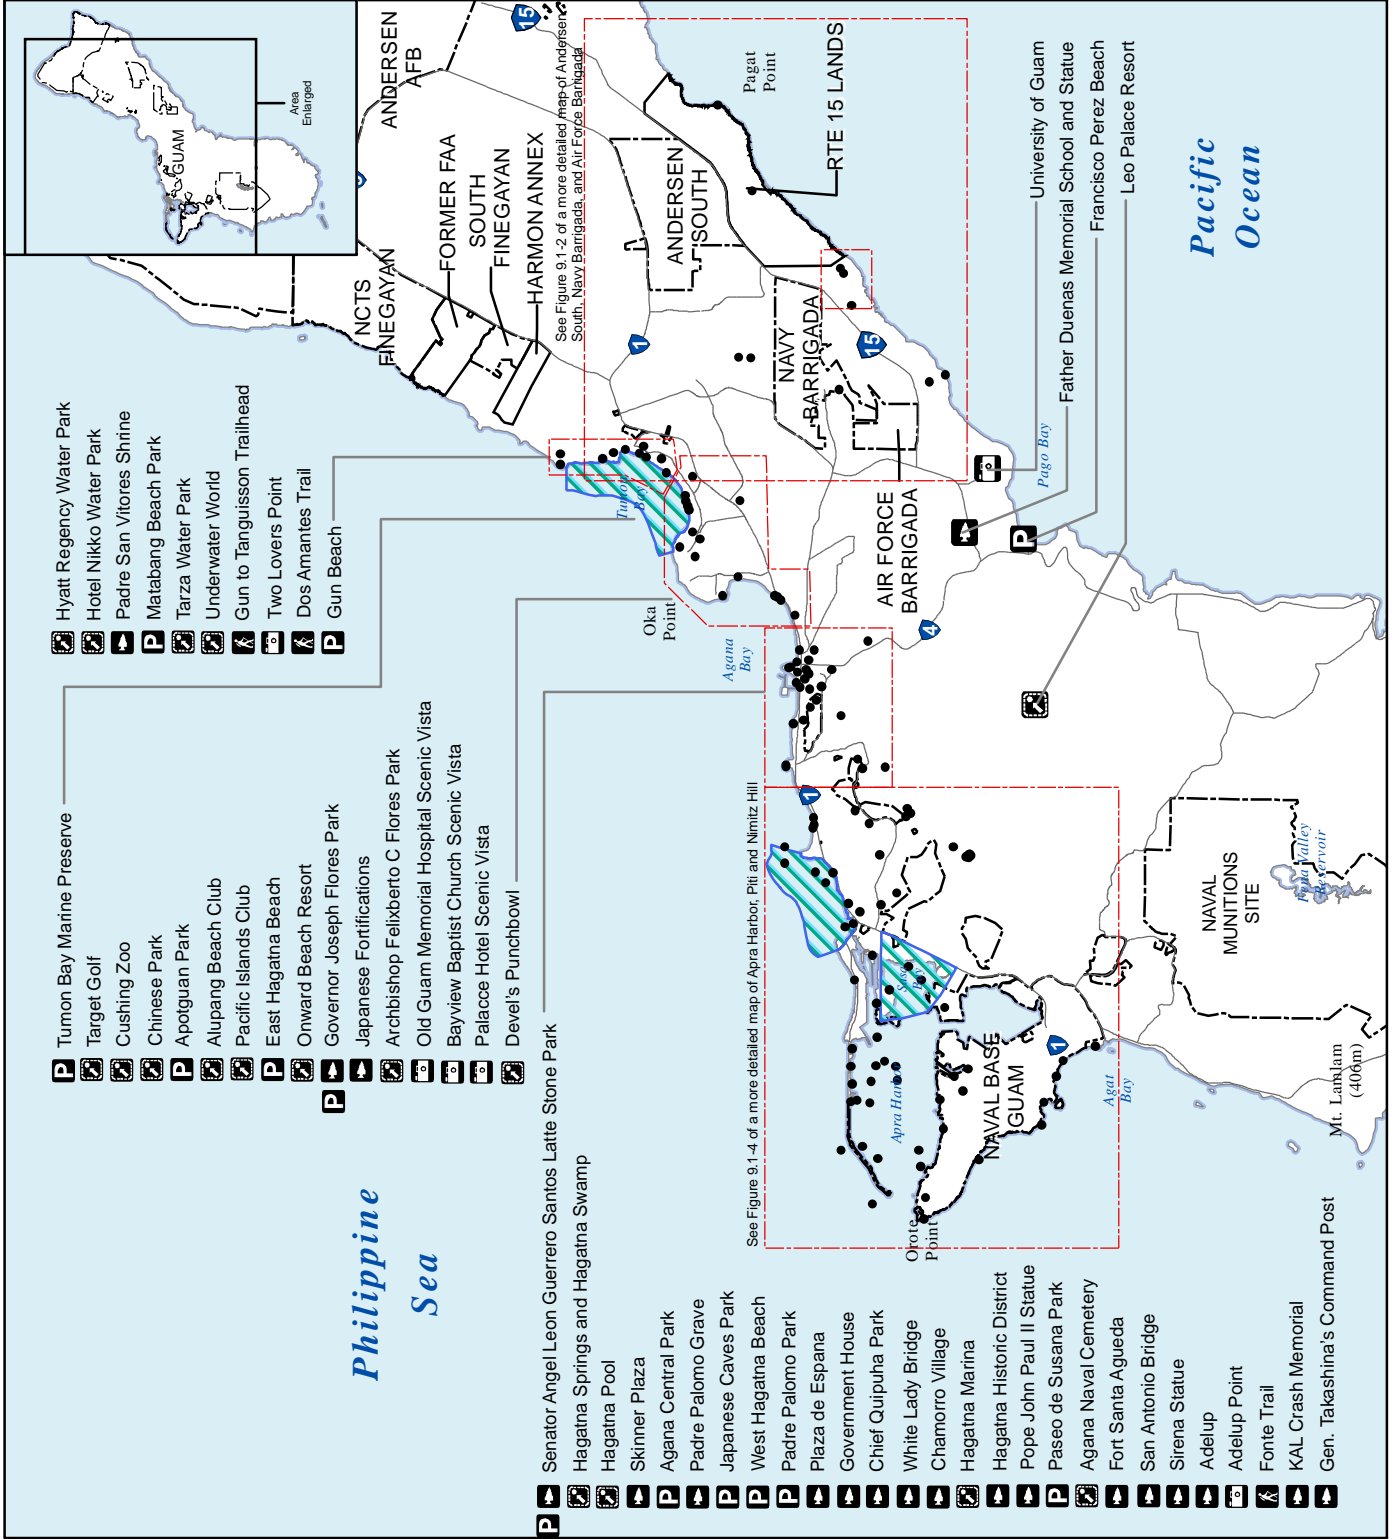 GUAM
Area
Enlarged
ANDERSEN
AFB
15
NCTS
FINEGAYAN
FORMER FAA
SOUTH
FINEGAYAN
HARMON ANNEX
See Figure 9.1-2 of a more detailed map of Andersen
South, Navy Barrigada, and Air Force Barrigada
ANDERSEN
SOUTH
Pagat
Point
RTE 15 LANDS
1
NAVY
BARRIGADA
15
AIR FORCE
BARRIGADA
Pago Bay
University of Guam
Father Duenas Memorial School and Statue
Francisco Perez Beach
Leo Palace Resort
Pacific
Ocean
Hyatt Regency Water Park
Hotel Nikko Water Park
Padre San Vitores Shrine
P Matabang Beach Park
Tarza Water Park
Underwater World
Gun to Tanguisson Trailhead
Two Lovers Point
Dos Amantes Trail
P Gun Beach
Tumon
Bay
Oka
Point
Agana
Bay
4
P
P Tumon Bay Marine Preserve
Target Golf
Cushing Zoo
Chinese Park
P Apotguan Park
Alupang Beach Club
Pacific Islands Club
P East Hagatna Beach
Onward Beach Resort
P Governor Joseph Flores Park
Japanese Fortifications
Archbishop Felixberto C Flores Park
Old Guam Memorial Hospital Scenic Vista
Bayview Baptist Church Scenic Vista
Palacce Hotel Scenic Vista
Devel's Punchbowl
Philippine
Sea
See Figure 9.1-4 of a more detailed map of Apra Harbor, Piti and Nimitz Hill
1
Sasa
Bay
Apra Harbor
NAVAL BASE
GUAM
Orote
Point
1
Agat
Bay
NAVAL
MUNITIONS
SITE
Fena Valley
Reservoir
Mt. Lamlam
(406m)
P Senator Angel Leon Guerrero Santos Latte Stone Park
Hagatna Springs and Hagatna Swamp
Hagatna Pool
Skinner Plaza
P Agana Central Park
Padre Palomo Grave
P Japanese Caves Park
P West Hagatna Beach
P Padre Palomo Park
Plaza de Espana
Government House
Chief Quipuha Park
White Lady Bridge
Chamorro Village
Hagatna Marina
Hagatna Historic District
Pope John Paul II Statue
P Paseo de Susana Park
Agana Naval Cemetery
Fort Santa Agueda
San Antonio Bridge
Sirena Statue
Adelup
Adelup Point
Fonte Trail
KAL Crash Memorial
Gen. Takashina's Command Post